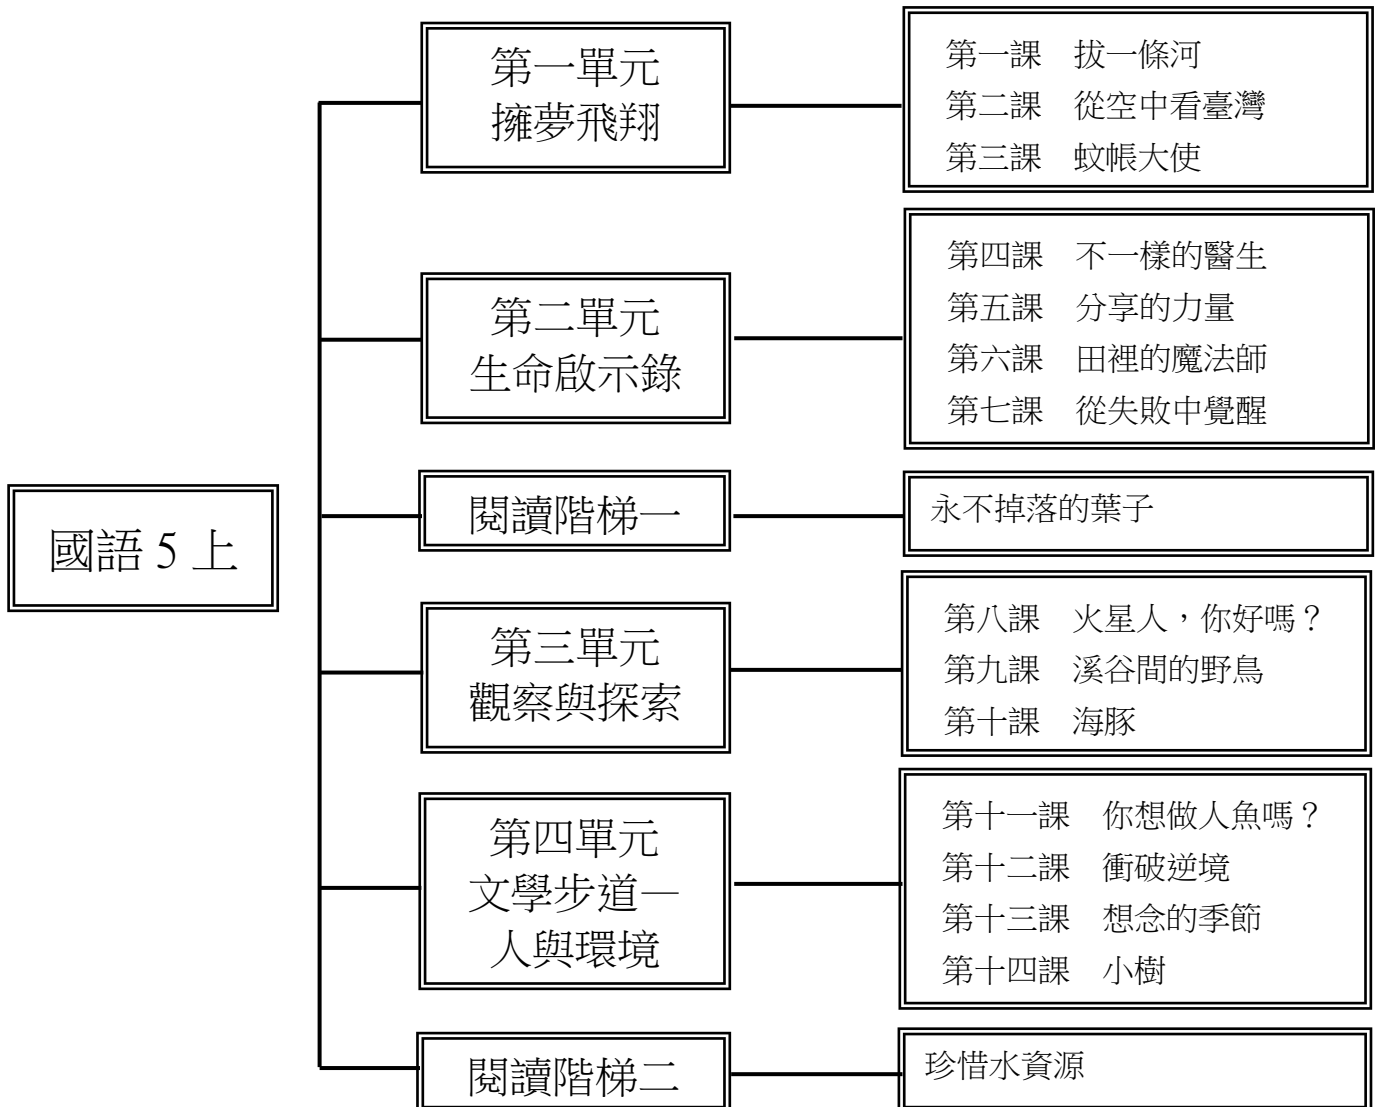 國語 5 上
第一單元
擁夢飛翔
第一課　拔一條河
第二課　從空中看臺灣
第三課　蚊帳大使
第二單元
生命啟示錄
第四課　不一樣的醫生
第五課　分享的力量
第六課　田裡的魔法師
第七課　從失敗中覺醒
閱讀階梯一
永不掉落的葉子
第三單元
觀察與探索
第八課　火星人，你好嗎？
第九課　溪谷間的野鳥
第十課　海豚
第四單元
文學步道—
人與環境
第十一課　你想做人魚嗎？
第十二課　衝破逆境
第十三課　想念的季節
第十四課　小樹
閱讀階梯二
珍惜水資源